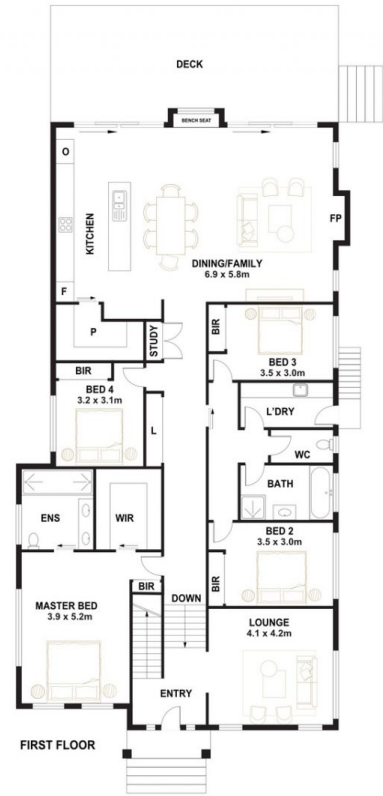 DECK
BENCH SEAT
O
KITCHEN
FP
DINING/FAMILY
6.9 x 5.8m
F
P
STUDY
BIR
BED 3
3.5 x 3.0m
BIR
BED 4
3.2 x 3.1m
L
L'DRY
WC
BATH
ENS
WIR
BED 2
3.5 x 3.0m
BIR
BIR
MASTER BED
3.9 x 5.2m
DOWN
LOUNGE
4.1 x 4.2m
ENTRY
FIRST FLOOR